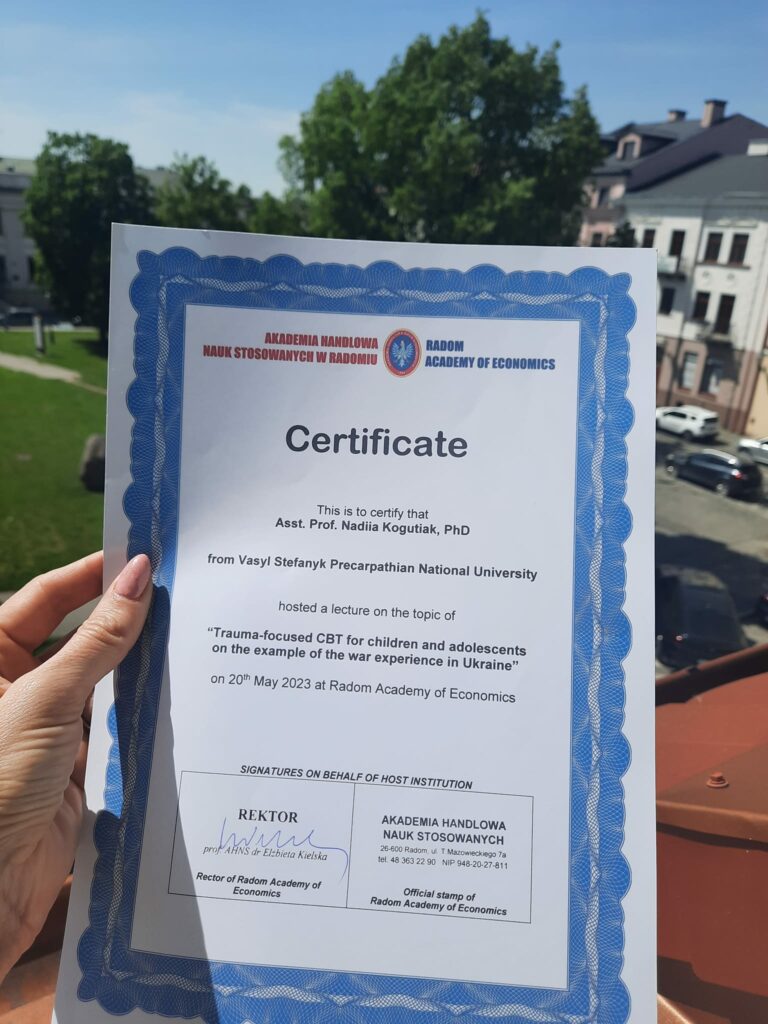 AKADEMIA HANDLOWA
NAUK STOSOWANYCH W RADOMIU
RADOM
ACADEMY OF ECONOMICS
Certificate
This is to certify that
Asst. Prof. Nadiia Kogutiak, PhD
from Vasyl Stefanyk Precarpathian National University
hosted a lecture on the topic of
“Trauma-focused CBT for children and adolescents
on the example of the war experience in Ukraine”
on 20th May 2023 at Radom Academy of Economics
SIGNATURES ON BEHALF OF HOST INSTITUTION
REKTOR
prof AHNS dr Elżbieta Kielska
Rector of Radom Academy of
Economics
AKADEMIA HANDLOWA
NAUK STOSOWANYCH
26-600 Radom, ul. T. Mazowieckiego 7a
tel. 48 363 22 90 NIP 948-20-27-811
Official stamp of
Radom Academy of Economics